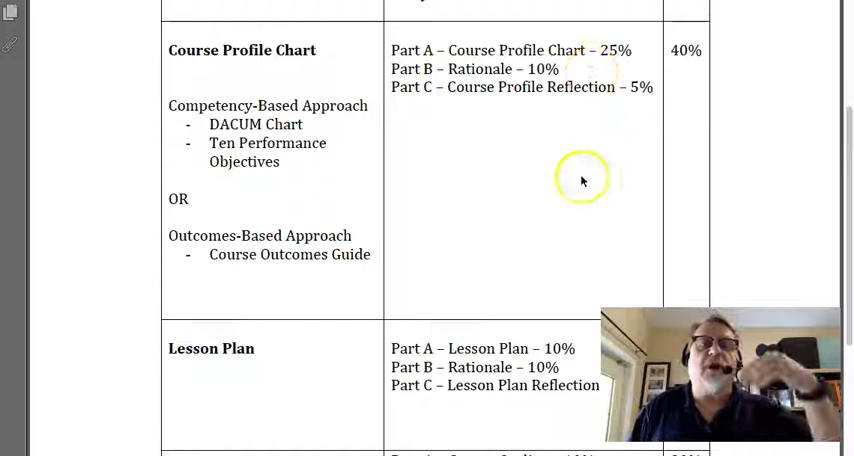 Course Profile Chart
Part A – Course Profile Chart – 25%
40%
Part B – Rationale – 10%
Part C – Course Profile Reflection – 5%
Competency-Based Approach
- DACUM Chart
- Ten Performance
Objectives
OR
Outcomes-Based Approach
- Course Outcomes Guide
Lesson Plan
Part A – Lesson Plan – 10%
Part B – Rationale – 10%
Part C – Lesson Plan Reflection